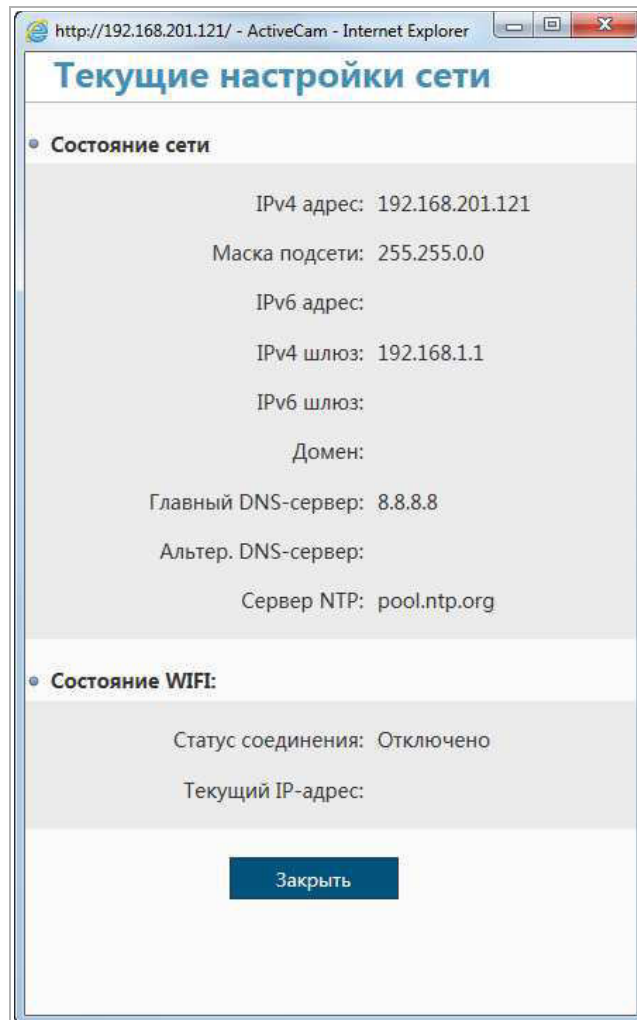 http://192.168.201.121/ - ActiveCam - Internet Explorer
Текущие настройки сети
Состояние сети
IPv4 адрес: 192.168.201.121
Маска подсети: 255.255.0.0
IPv6 адрес:
IPv4 шлюз: 192.168.1.1
IPv6 шлюз:
Домен:
Главный DNS-сервер: 8.8.8.8
Альтер. DNS-сервер:
Сервер NTP: pool.ntp.org
Состояние WIFI:
Статус соединения: Отключено
Текущий IP-адрес:
Закрыть